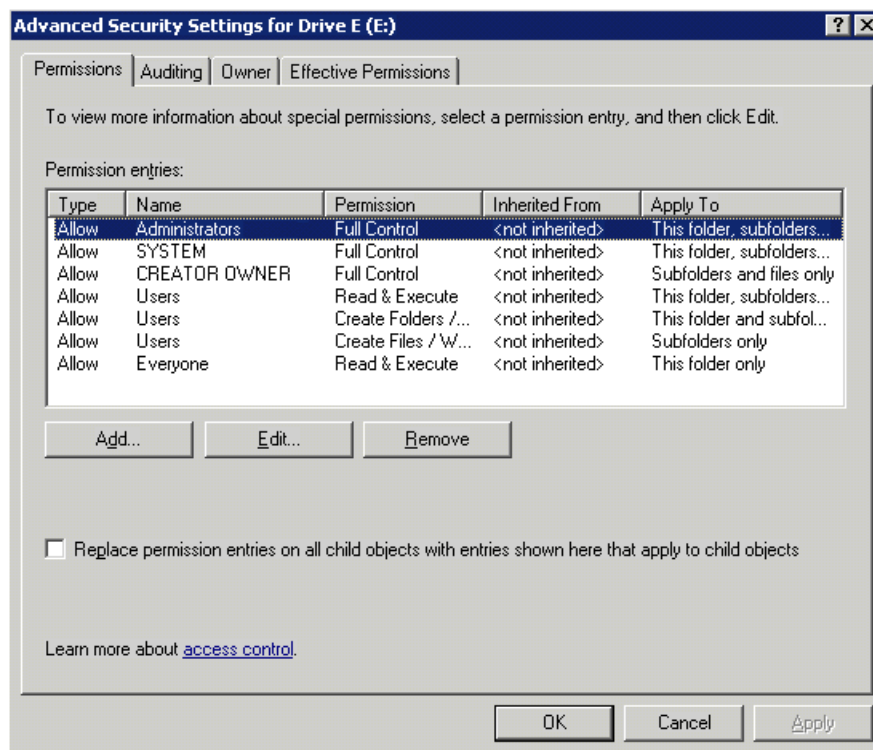 Advanced Security Settings for Drive E (E:)
Permissions Auditing Owner Effective Permissions
To view more information about special permissions, select a permission entry, and then click Edit.
Permission entries:
Type Name Permission Inherited From Apply To
Allow Administrators Full Control <not inherited> This folder, subfolders...
Allow SYSTEM Full Control <not inherited> This folder, subfolders...
Allow CREATOR OWNER Full Control <not inherited> Subfolders and files only
Allow Users Read & Execute <not inherited> This folder, subfolders...
Allow Users Create Folders /... <not inherited> This folder and subfol...
Allow Users Create Files / W... <not inherited> Subfolders only
Allow Everyone Read & Execute <not inherited> This folder only
Add... Edit... Remove
Replace permission entries on all child objects with entries shown here that apply to child objects
Learn more about access control.
OK Cancel Apply